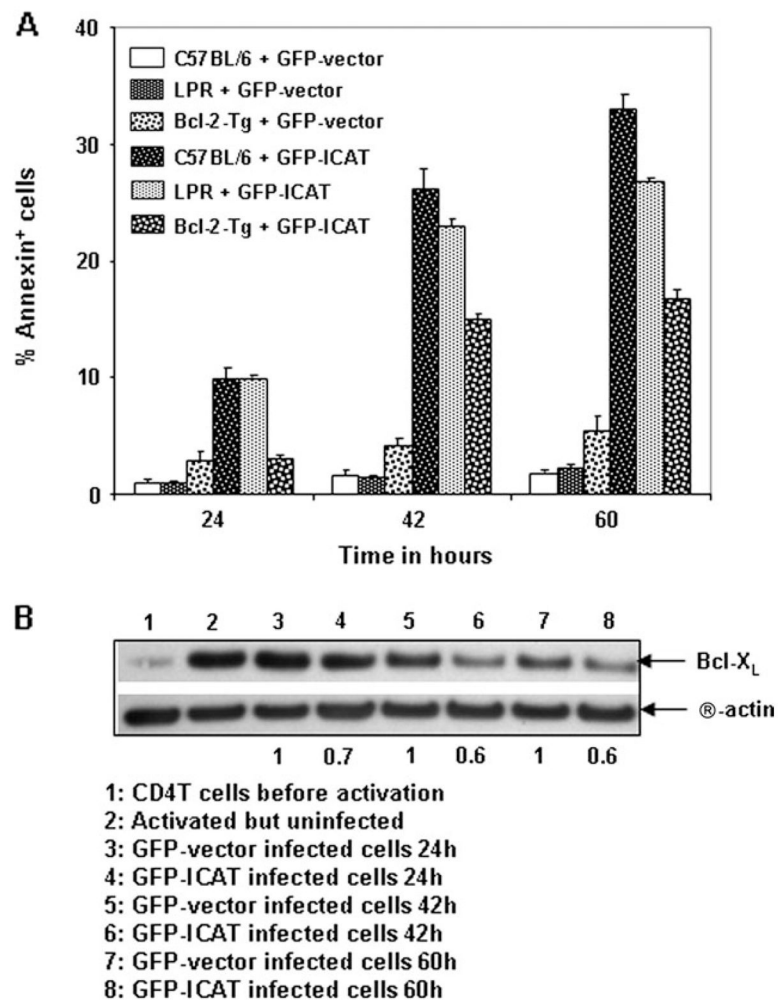 A
40
30
20
10
0
% Annexin⁺ cells
C57BL/6 + GFP-vector
LPR + GFP-vector
Bcl-2-Tg + GFP-vector
C57BL/6 + GFP-ICAT
LPR + GFP-ICAT
Bcl-2-Tg + GFP-ICAT
24 42 60
Time in hours
B
1 2 3 4 5 6 7 8
Bcl-X_L
®-actin
1 0.7 1 0.6 1 0.6
1: CD4T cells before activation
2: Activated but uninfected
3: GFP-vector infected cells 24h
4: GFP-ICAT infected cells 24h
5: GFP-vector infected cells 42h
6: GFP-ICAT infected cells 42h
7: GFP-vector infected cells 60h
8: GFP-ICAT infected cells 60h